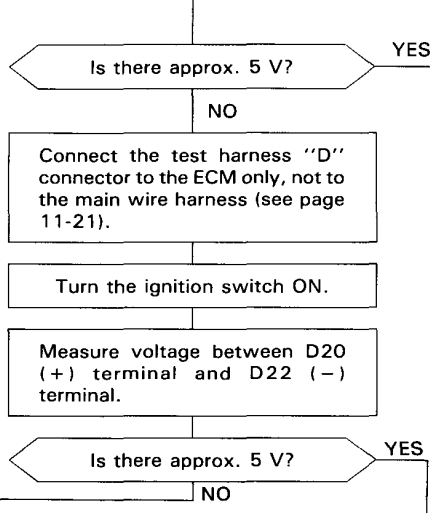 Is there approx. 5 V?
YES
NO
Connect the test harness "D"
connector to the ECM only, not to
the main wire harness (see page
11-21).
Turn the ignition switch ON.
Measure voltage between D20
(+) terminal and D22 (−)
terminal.
Is there approx. 5 V?
YES
NO